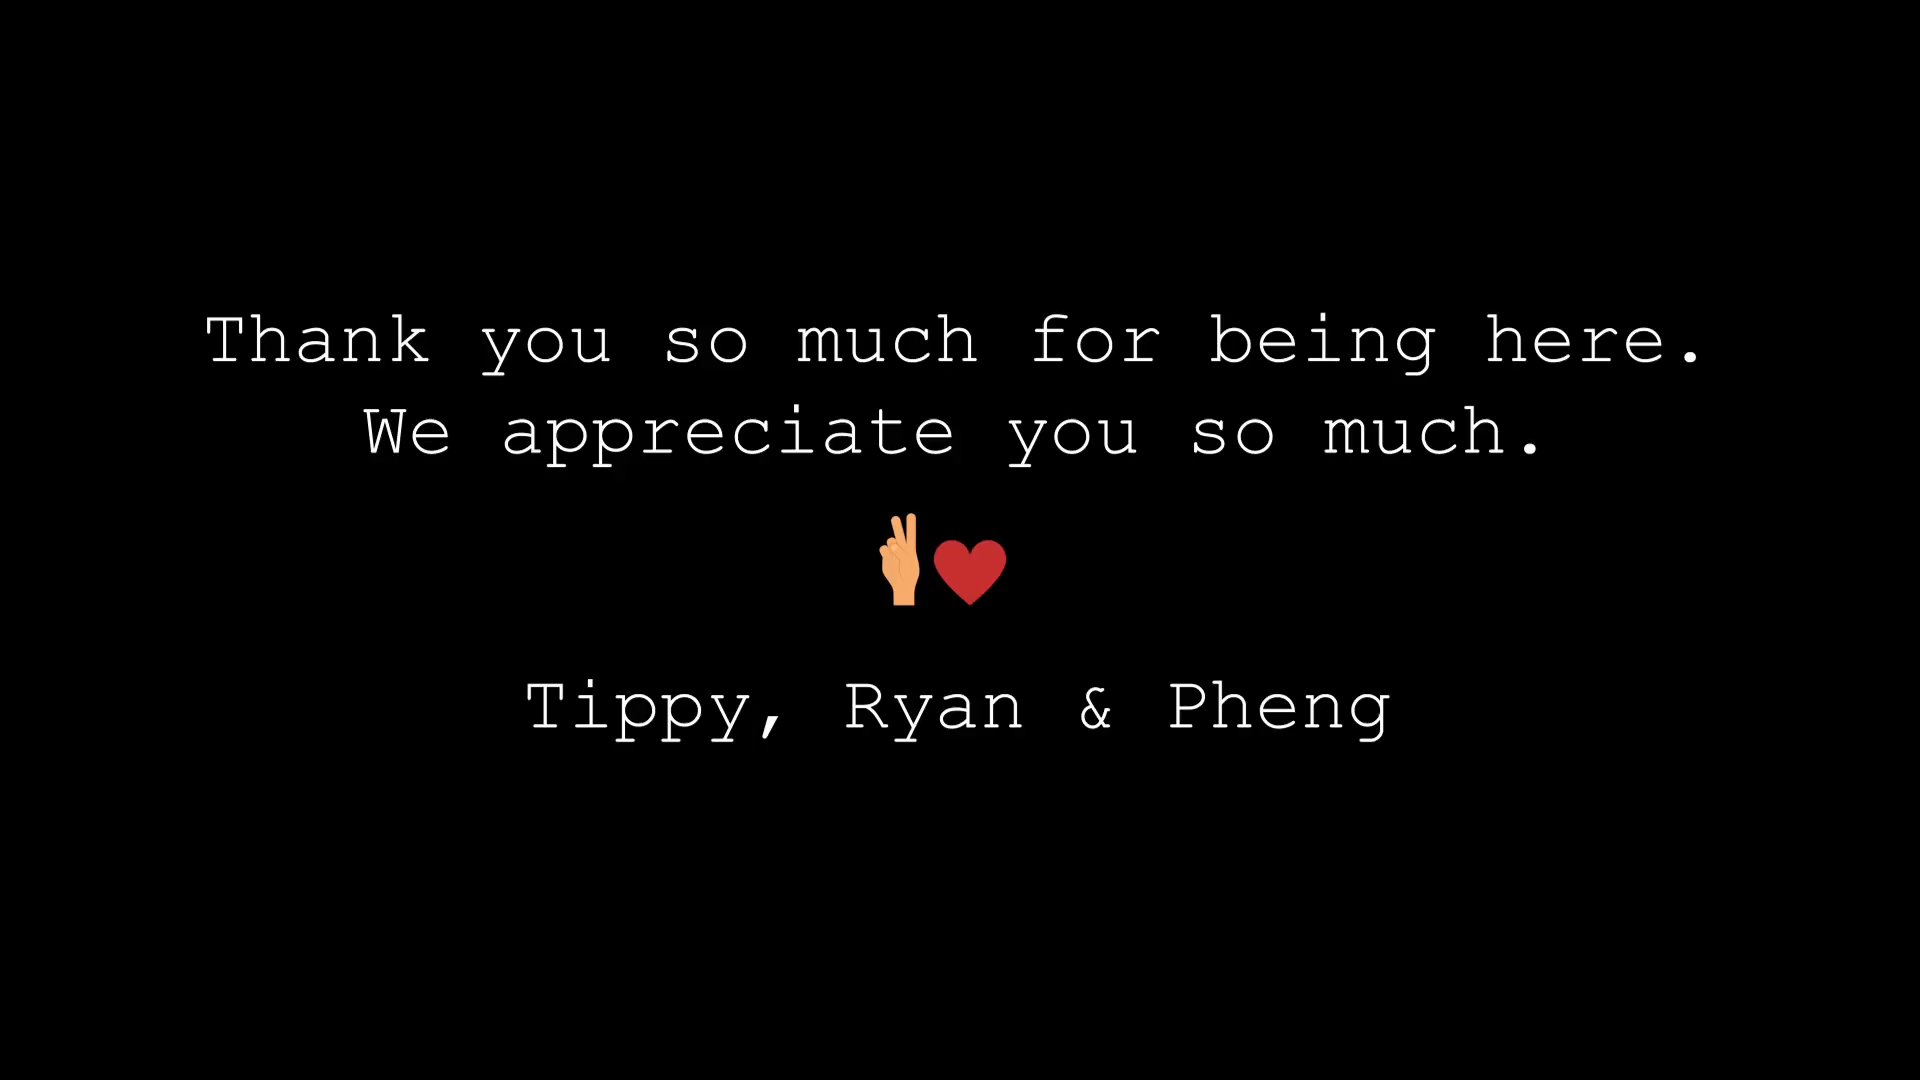 Thank you so much for being here.
We appreciate you so much.
✌❤
Tippy, Ryan & Pheng